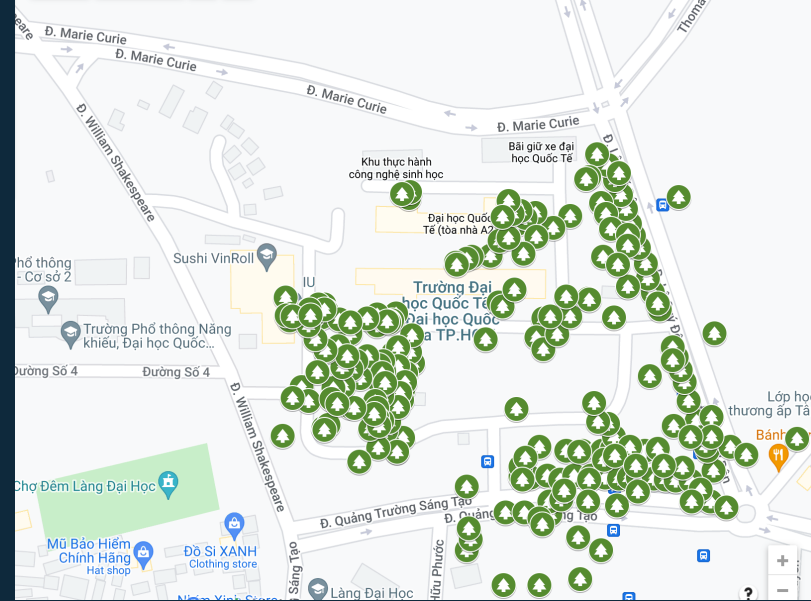 Đ. Marie Curie
Đ. Marie Curie
Đ. Marie Curie
Đ. Marie Curie
Thoma
Đ. William Shakespeare
Bãi giữ xe đại
học Quốc Tế
Khu thực hành
công nghệ sinh học
Đại học Quốc
Tế (tòa nhà A2
Sushi VinRoll
IU
Trường Đại
học Quốc Tế
Đại học Quốc
a TP.H
phổ thông
- Cơ sở 2
Trường Phổ thông Năng
khiếu, Đại học Quốc...
Đường Số 4
Đường Số 4
Đ. William Shakespeare
Lớp họ
thương ấp Tâ
Bánh
Chợ Đêm Làng Đại Học
Đ. Quảng Trường Sáng Tạo
Đ. Quảng
ng Tạo
Mũ Bảo Hiểm
Chính Hãng
Hat shop
Đồ Si XANH
Clothing store
Sáng Tạo
Hữu Phước
Làng Đại Học
Năm Xinh Store
+
−
?